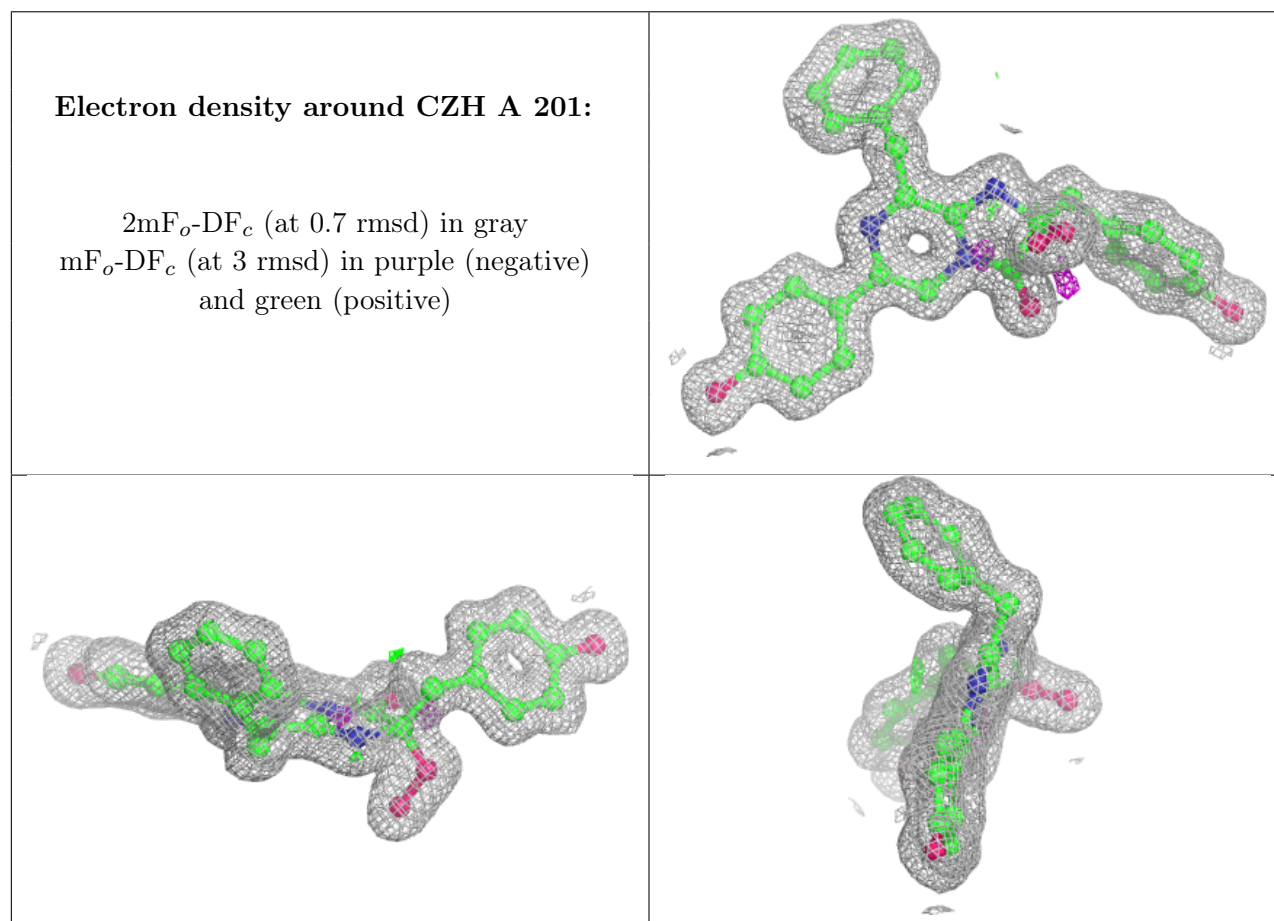 Electron density around CZH A 201:
2mFo-DFc (at 0.7 rmsd) in gray
mFo-DFc (at 3 rmsd) in purple (negative)
and green (positive)